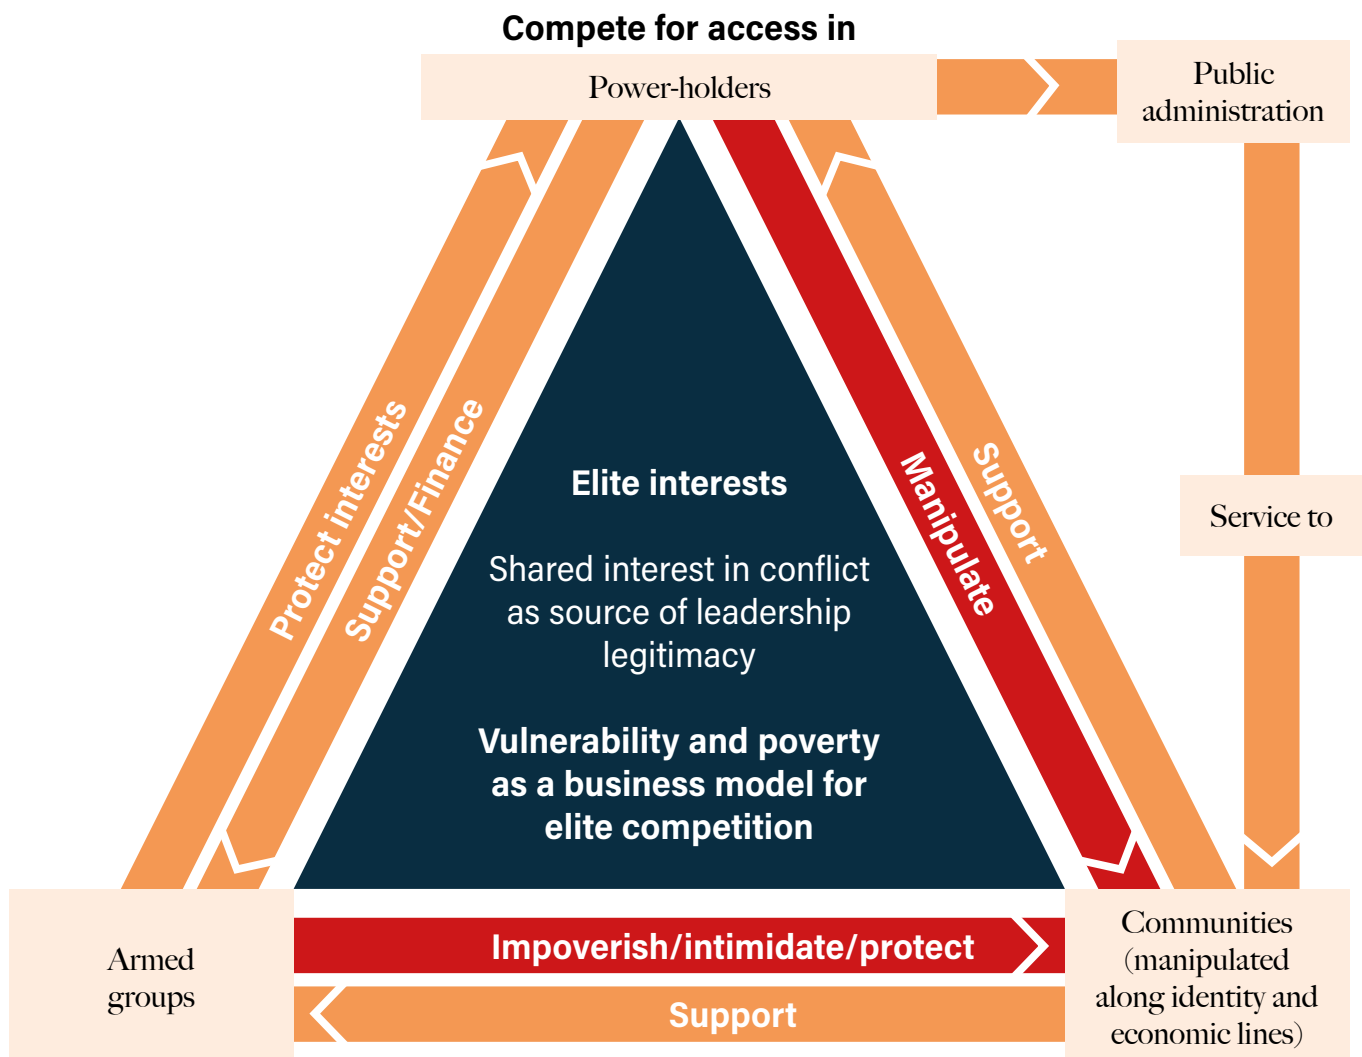 Compete for access in
Power-holders
Public
administration
Protect interests
Support/Finance
Manipulate
Support
Service to
Elite interests
Shared interest in conflict
as source of leadership
legitimacy
Vulnerability and poverty
as a business model for
elite competition
Armed
groups
Impoverish/intimidate/protect
Support
Communities
(manipulated
along identity and
economic lines)